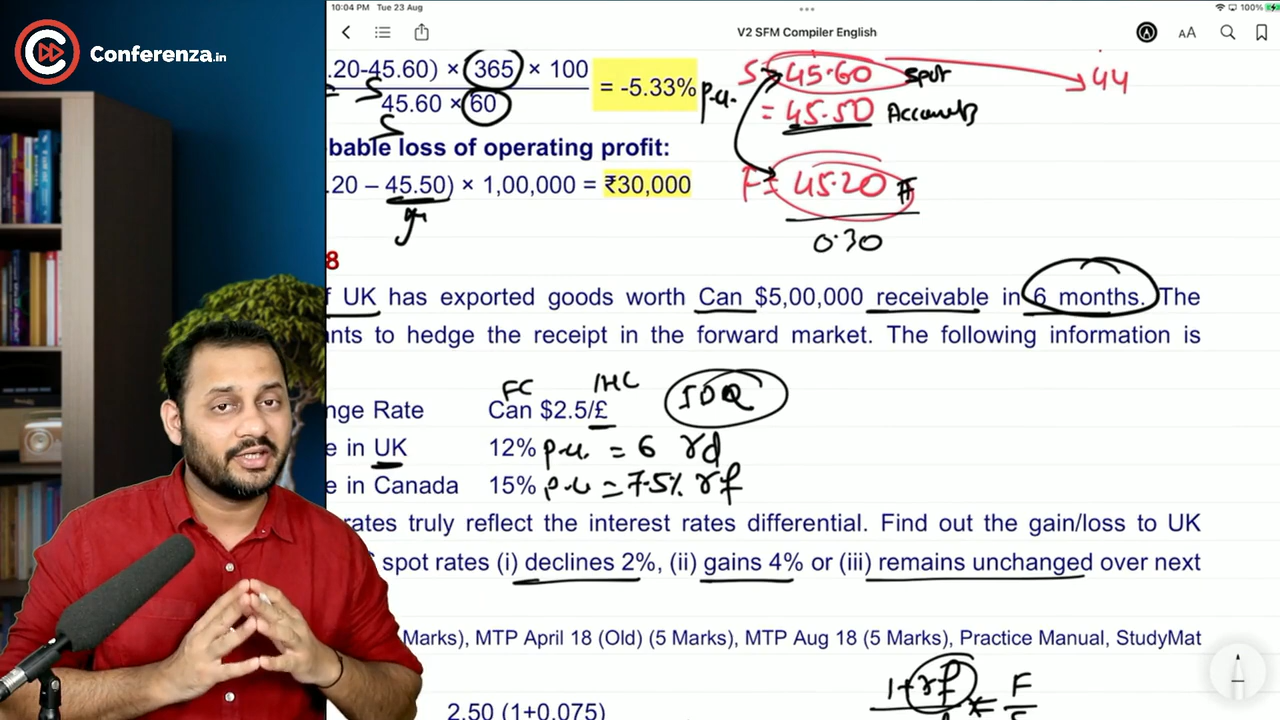 10:04 PM Tue 23 Aug
100%
Conferenza.in
V2 SFM Compiler English
AA
.20-45.60) × 365 × 100
45.60 × 60
= -5.33%
S = 45.60 Spot
44
= 45.50
bable loss of operating profit:
.20 – 45.50) × 1,00,000 = ₹30,000
F = 45.20 F
0.30
8
f UK has exported goods worth Can $5,00,000 receivable in 6 months. The
nts to hedge the receipt in the forward market. The following information is
FC /HC
nge Rate Can $2.5/£ IDQ
e in UK 12% = 6 rd
e in Canada 15% = 7.5% rf
rates truly reflect the interest rates differential. Find out the gain/loss to UK
spot rates (i) declines 2%, (ii) gains 4% or (iii) remains unchanged over next
Marks), MTP April 18 (Old) (5 Marks), MTP Aug 18 (5 Marks), Practice Manual, StudyMat
1+rf = F
2.50 (1+0.075)